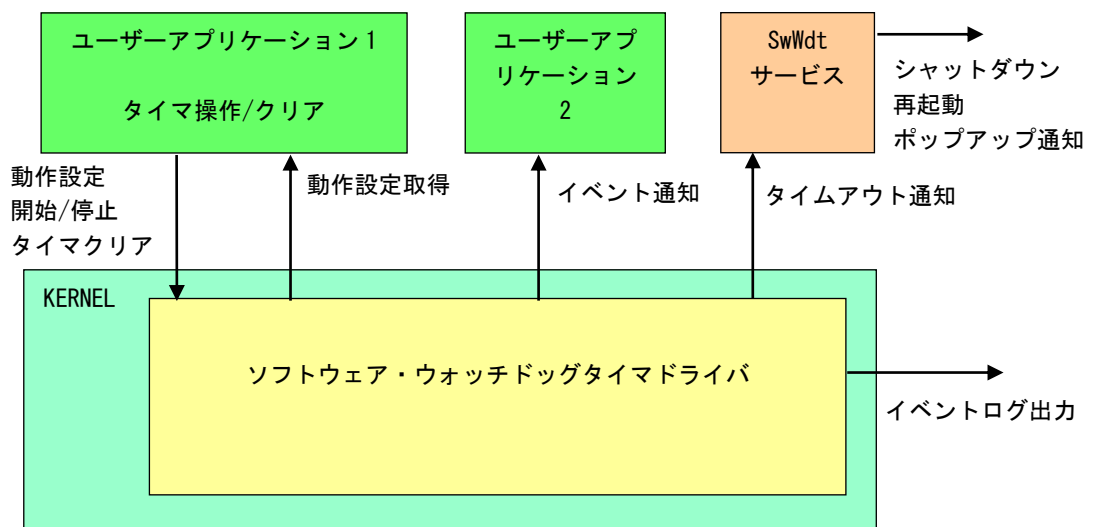 ユーザーアプリケーション1
タイマ操作/クリア
ユーザーアプ
リケーション
2
SwWdt
サービス
シャットダウン
再起動
ポップアップ通知
動作設定
開始/停止
タイマクリア
動作設定取得
イベント通知
タイムアウト通知
KERNEL
ソフトウェア・ウォッチドッグタイマドライバ
イベントログ出力